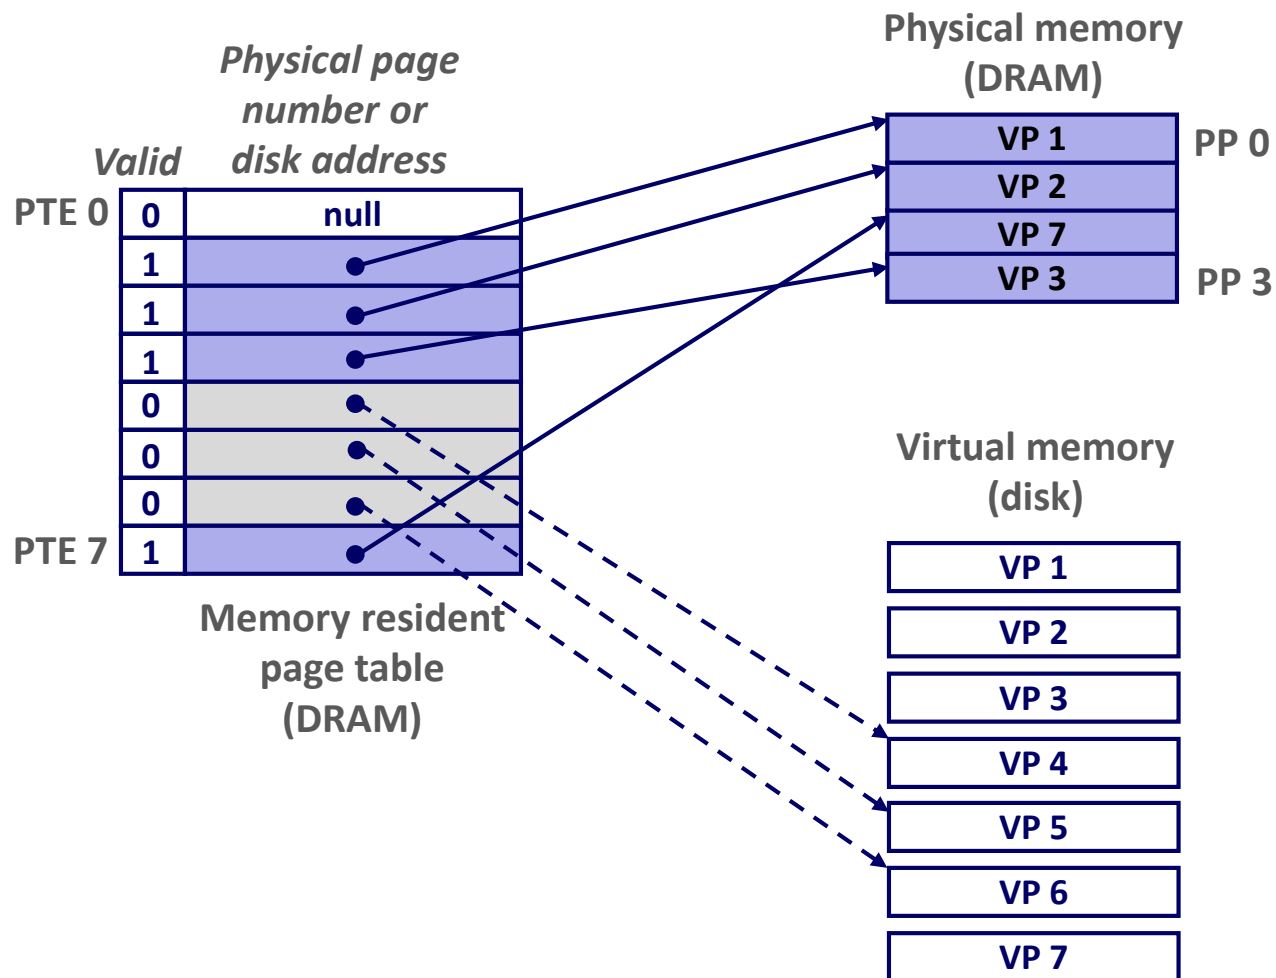 Physical memory
(DRAM)
Physical page
number or
disk address
Valid
PTE 0
0
null
1
1
1
0
0
0
PTE 7
1
Memory resident
page table
(DRAM)
VP 1
PP 0
VP 2
VP 7
VP 3
PP 3
Virtual memory
(disk)
VP 1
VP 2
VP 3
VP 4
VP 5
VP 6
VP 7